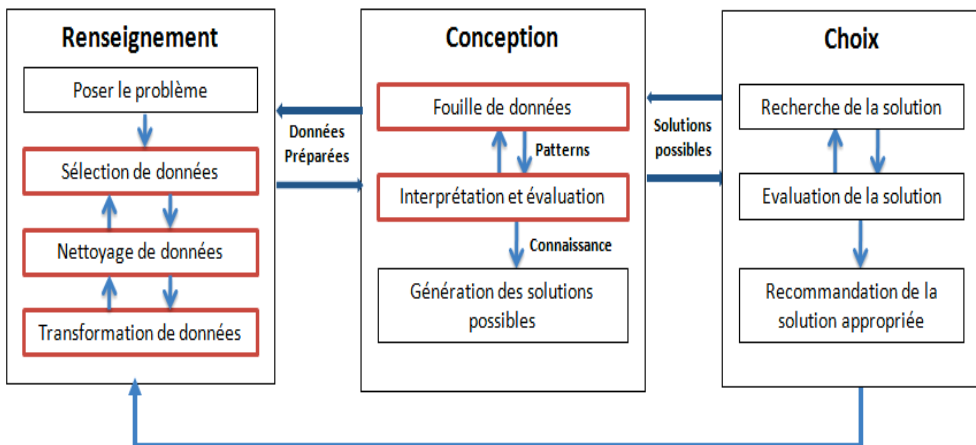 Renseignement
Poser le problème
Sélection de données
Nettoyage de données
Transformation de données
Données
Préparées
Conception
Fouille de données
Patterns
Interprétation et évaluation
Connaissance
Génération des solutions
possibles
Solutions
possibles
Choix
Recherche de la solution
Evaluation de la solution
Recommandation de la
solution appropriée